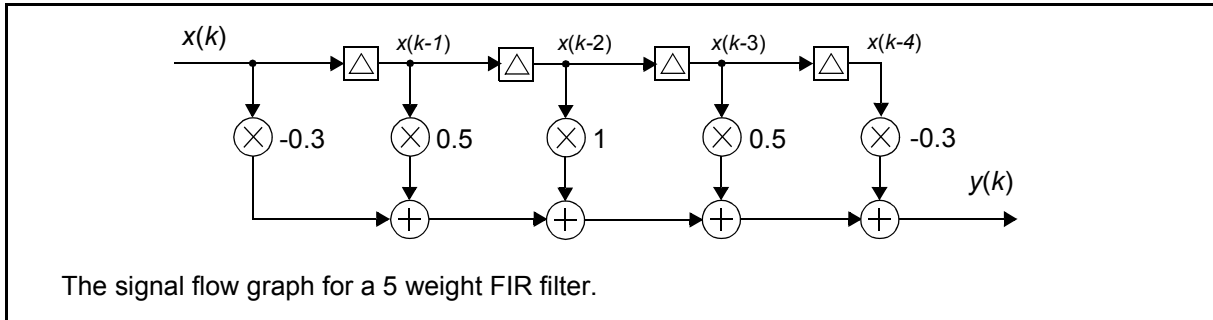 x(k) x(k-1) x(k-2) x(k-3) x(k-4)
-0.3 0.5 1 0.5 -0.3
y(k)
The signal flow graph for a 5 weight FIR filter.